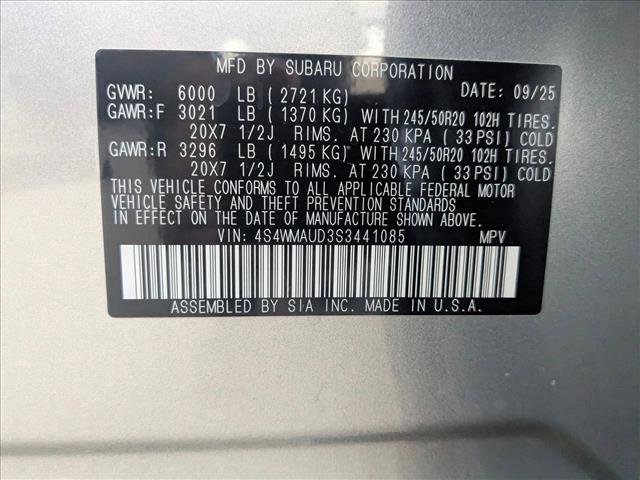 MFD BY SUBARU CORPORATION
GVWR: 6000 LB ( 2721 KG) DATE: 09/25
GAWR:F 3021 LB ( 1370 KG) WITH 245/50R20 102H TIRES.
20X7 1/2J RIMS. AT 230 KPA ( 33 PSI) COLD
GAWR:R 3296 LB ( 1495 KG) WITH 245/50R20 102H TIRES.
20X7 1/2J RIMS. AT 230 KPA ( 33 PSI) COLD
THIS VEHICLE CONFORMS TO ALL APPLICABLE FEDERAL MOTOR
VEHICLE SAFETY AND THEFT PREVENTION STANDARDS
IN EFFECT ON THE DATE OF MANUFACTURE SHOWN ABOVE.
VIN: 4S4WMAUD3S3441085 MPV
ASSEMBLED BY SIA INC. MADE IN U.S.A.